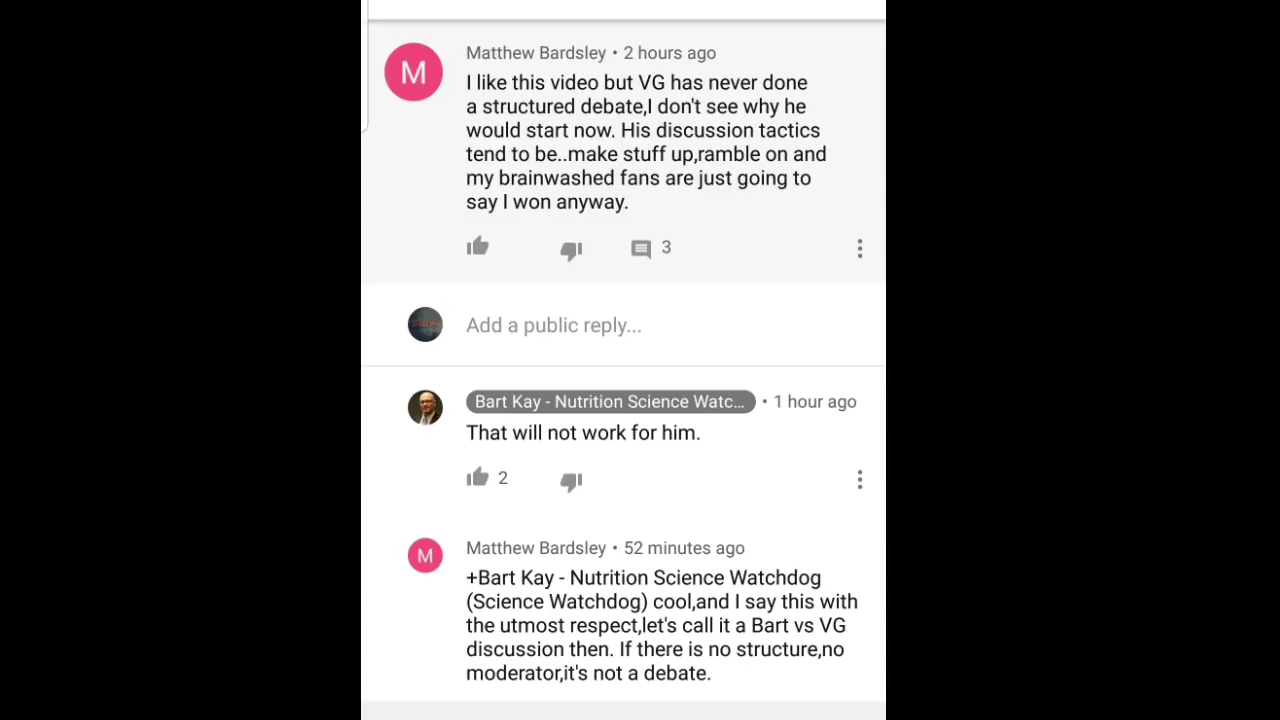 M
Matthew Bardsley • 2 hours ago
I like this video but VG has never done
a structured debate,I don't see why he
would start now. His discussion tactics
tend to be..make stuff up,ramble on and
my brainwashed fans are just going to
say I won anyway.
3
Add a public reply...
Bart Kay - Nutrition Science Watc... • 1 hour ago
That will not work for him.
2
M
Matthew Bardsley • 52 minutes ago
+Bart Kay - Nutrition Science Watchdog
(Science Watchdog) cool,and I say this with
the utmost respect,let's call it a Bart vs VG
discussion then. If there is no structure,no
moderator,it's not a debate.